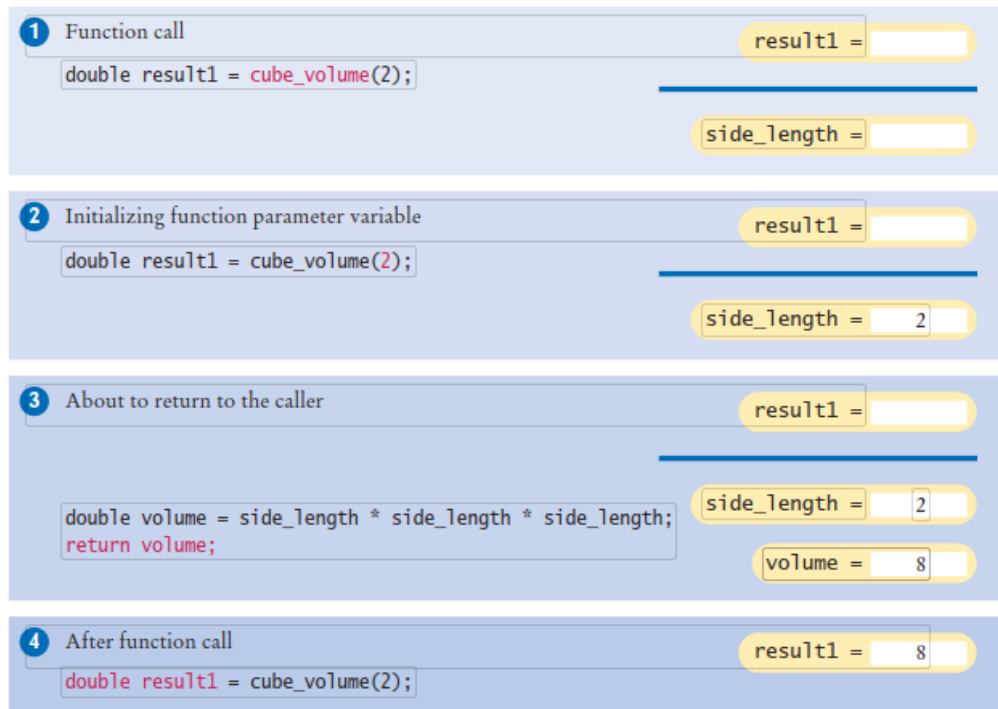 1 Function call
result1 =
double result1 = cube_volume(2);
side_length =
2 Initializing function parameter variable
result1 =
double result1 = cube_volume(2);
side_length = 2
3 About to return to the caller
result1 =
side_length = 2
double volume = side_length * side_length * side_length;
return volume;
volume = 8
4 After function call
result1 = 8
double result1 = cube_volume(2);